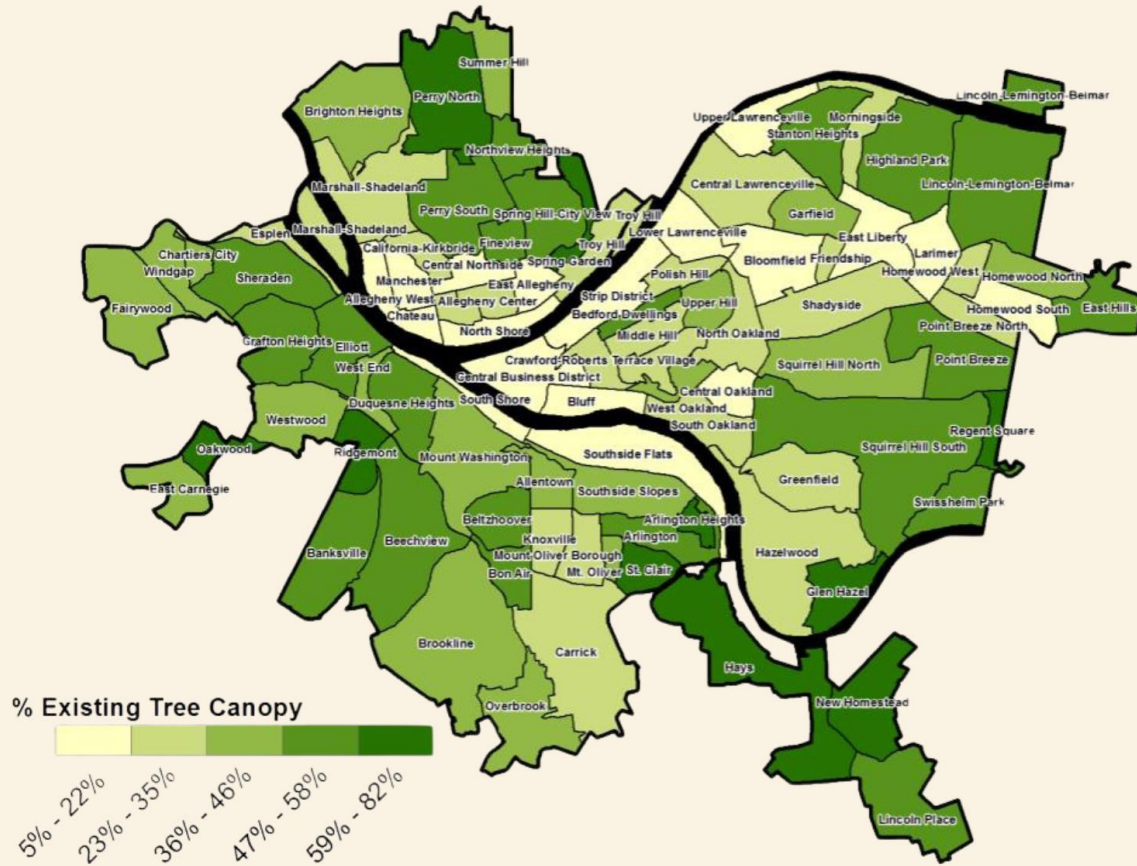 Summer Hill
Perry North
Lincoln-Lemington-Belmar
Brighton Heights
Upper Lawrenceville
Morningside
Stanton Heights
Northview Heights
Highland Park
Marshall-Shadeland
Central Lawrenceville
Lincoln-Lemington-Belmar
Perry South
Spring Hill-City View
Troy Hill
Garfield
Esplen
Marshall-Shadeland
Lower Lawrenceville
East Liberty
California-Kirkbride
Fineview
Troy Hill
Chartiers City
Larimer
Central Northside
Spring Garden
Bloomfield
Friendship
Windgap
Sheraden
Manchester
East Allegheny
Polish Hill
Homewood West
Homewood North
Fairywood
Allegheny West
Allegheny Center
Strip District
Upper Hill
Shadyside
Homewood South
East Hills
Chateau
Bedford Dwellings
North Shore
Point Breeze North
Middle Hill
North Oakland
Crafton Heights
Elliott
Crawford-Roberts
Terrace Village
Point Breeze
West End
Squirrel Hill North
Central Business District
Central Oakland
Duquesne Heights
South Shore
Bluff
West Oakland
Westwood
South Oakland
Regent Square
Oakwood
Ridgemont
Squirrel Hill South
Mount Washington
Southside Flats
Greenfield
East Carnegie
Allentown
Southside Slopes
Swisshelm Park
Beltzhoover
Arlington Heights
Arlington
Banksville
Beechview
Knoxville
Hazelwood
Mount Oliver Borough
Bon Air
Mt. Oliver
St. Clair
Glen Hazel
Brookline
Carrick
Hays
New Homestead
Overbrook
% Existing Tree Canopy
5% - 22%
23% - 35%
36% - 46%
47% - 58%
59% - 82%
Lincoln Place